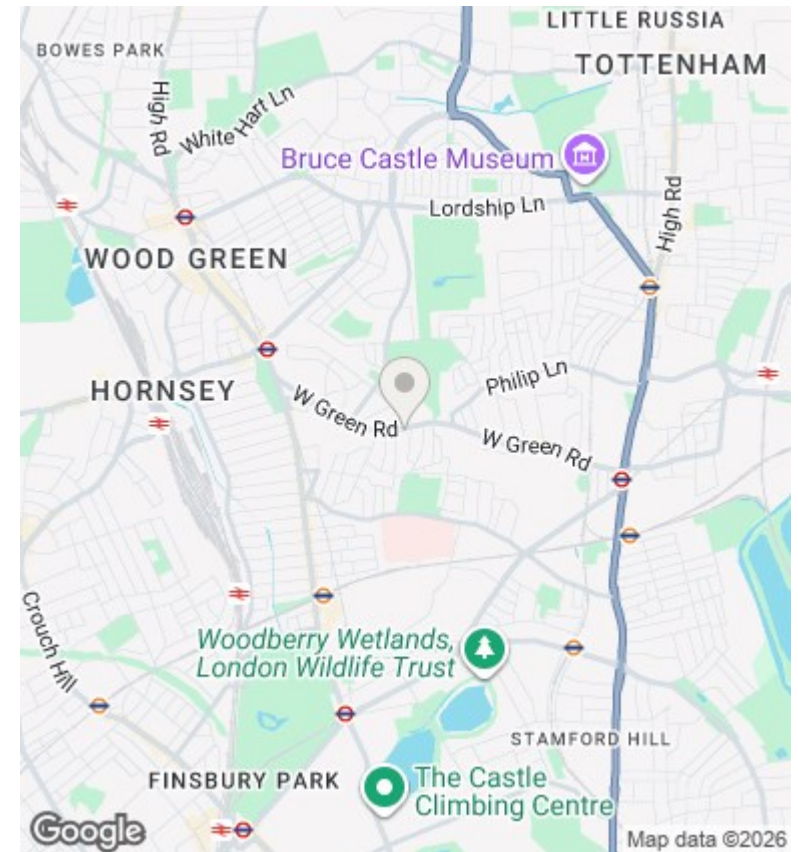 LITTLE RUSSIA
BOWES PARK
TOTTENHAM
High Rd
White Hart Ln
Bruce Castle Museum
Lordship Ln
High Rd
WOOD GREEN
Philip Ln
HORNSEY
W Green Rd
W Green Rd
Crouch Hill
Woodberry Wetlands,
London Wildlife Trust
STAMFORD HILL
FINSBURY PARK
The Castle
Climbing Centre
Google
Map data ©2026